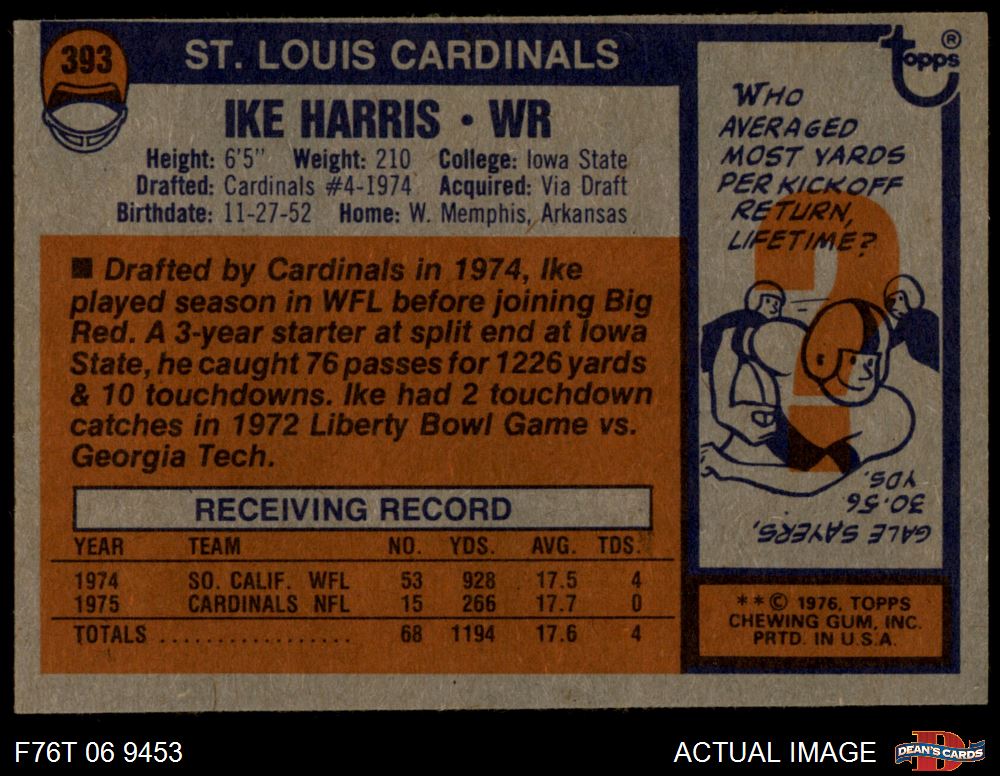 393
ST. LOUIS CARDINALS
topps®
IKE HARRIS • WR
Height: 6'5" Weight: 210 College: Iowa State
Drafted: Cardinals #4-1974 Acquired: Via Draft
Birthdate: 11-27-52 Home: W. Memphis, Arkansas
■ Drafted by Cardinals in 1974, Ike
played season in WFL before joining Big
Red. A 3-year starter at split end at Iowa
State, he caught 76 passes for 1226 yards
& 10 touchdowns. Ike had 2 touchdown
catches in 1972 Liberty Bowl Game vs.
Georgia Tech.
RECEIVING RECORD
YEAR TEAM NO. YDS. AVG. TDS.
1974 SO. CALIF. WFL 53 928 17.5 4
1975 CARDINALS NFL 15 266 17.7 0
TOTALS ................. 68 1194 17.6 4
WHO
AVERAGED
MOST YARDS
PER KICKOFF
RETURN,
LIFETIME?
GALE SAYERS,
30.56
YDS.
**© 1976, TOPPS
CHEWING GUM, INC.
PRTD. IN U.S.A.
F76T 06 9453
ACTUAL IMAGE
D
DEAN'S CARDS